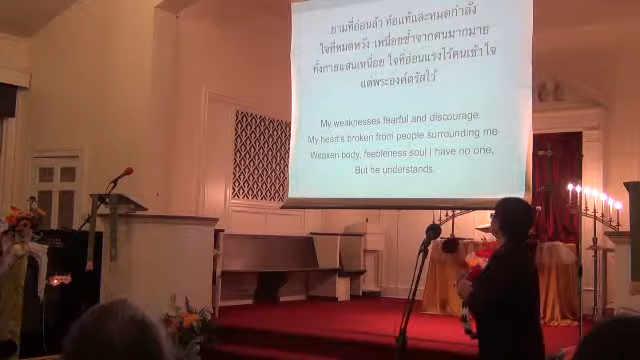 ยามที่อ่อนล้า ท้อแท้และหมดกำลัง
ใจที่หมดหวัง เหนื่อยช้ำจากคนมากมาย
ทั้งกายแสนเหนื่อย ใจที่อ่อนแรงไร้คนเข้าใจ
แต่พระองค์ตรัสไว้
My weaknesses fearful and discourage.
My heart's broken from people surrounding me
Weaken body, feebleness soul I have no one,
But he understands.